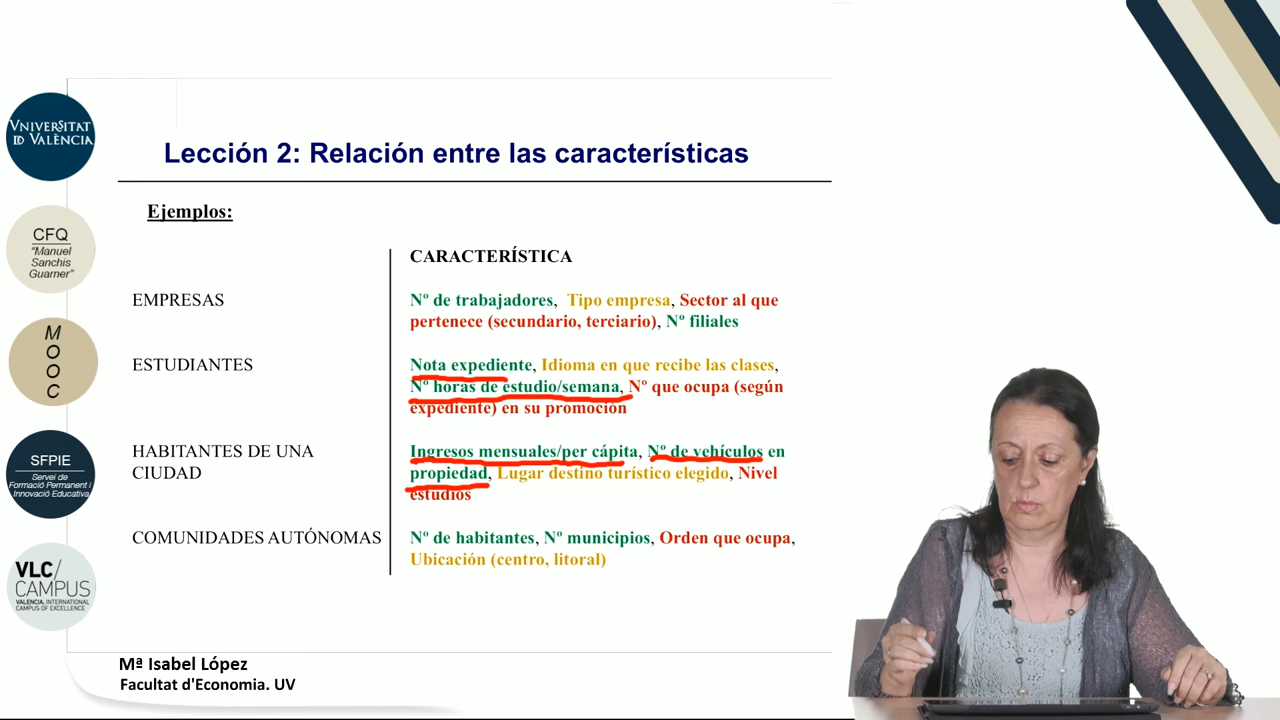 VNIVERSITAT
ID VALÈNCIA
CFQ
"Manuel
Sanchis
Guarner"
M
O
O
C
SFPIE
Servei de
Formació Permanent i
Innovació Educativa
VLC/
CAMPUS
VALENCIA, INTERNATIONAL
CAMPUS OF EXCELLENCE
Lección 2: Relación entre las características
Ejemplos:
CARACTERÍSTICA
EMPRESAS
Nº de trabajadores, Tipo empresa, Sector al que
pertenece (secundario, terciario), Nº filiales
ESTUDIANTES
Nota expediente, Idioma en que recibe las clases,
Nº horas de estudio/semana, Nº que ocupa (según
expediente) en su promoción
HABITANTES DE UNA
CIUDAD
Ingresos mensuales/per cápita, Nº de vehículos en
propiedad, Lugar destino turístico elegido, Nivel
estudios
COMUNIDADES AUTÓNOMAS
Nº de habitantes, Nº municipios, Orden que ocupa,
Ubicación (centro, litoral)
Mª Isabel López
Facultat d'Economia. UV